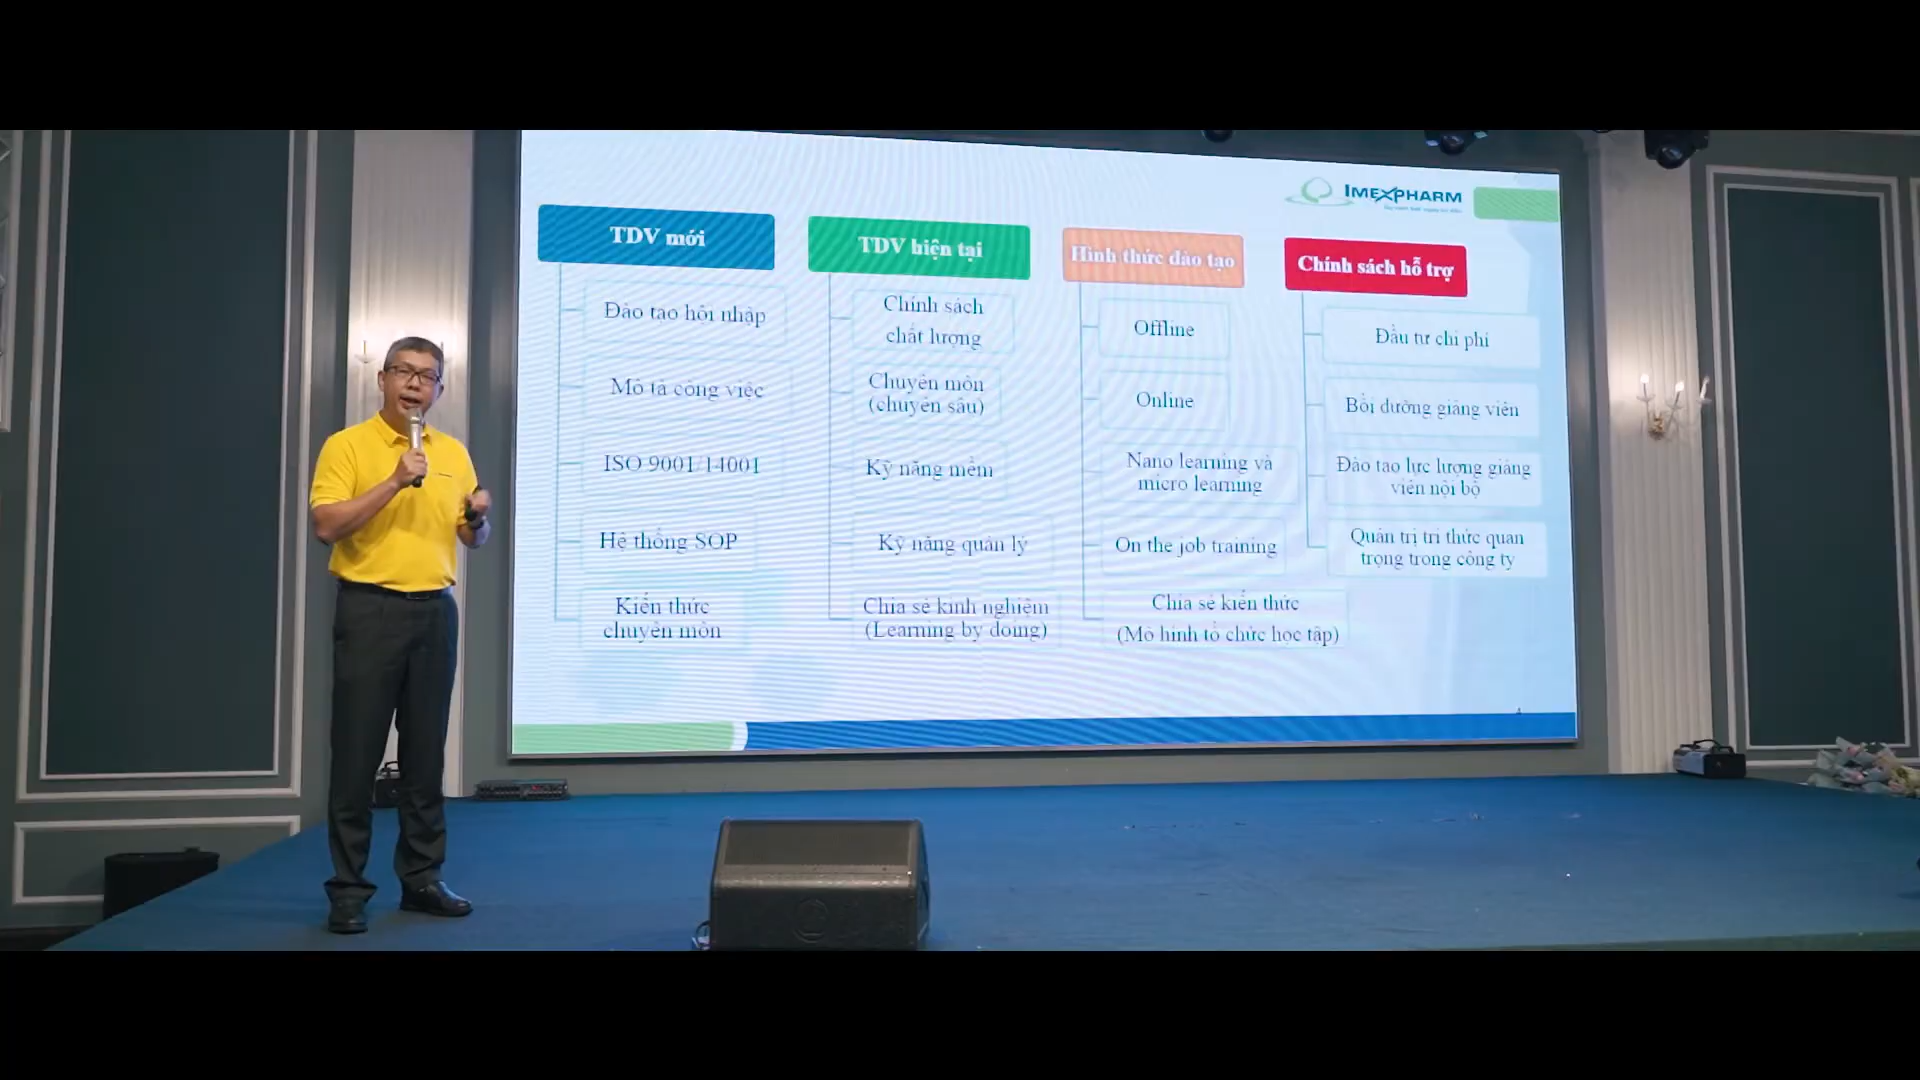 IMEXPHARM
TDV mới
Đào tạo hội nhập
Mô tả công việc
ISO 9001/14001
Hệ thống SOP
Kiến thức
chuyên môn
TDV hiện tại
Chính sách
chất lượng
Chuyên môn
(chuyên sâu)
Kỹ năng mềm
Kỹ năng quản lý
Chia sẻ kinh nghiệm
(Learning by doing)
Hình thức đào tạo
Offline
Online
Nano learning và
micro learning
On the job training
Chia sẻ kiến thức
(Mô hình tổ chức học tập)
Chính sách hỗ trợ
Đầu tư chi phí
Bồi dưỡng giảng viên
Đào tạo lực lượng giảng
viên nội bộ
Quản trị tri thức quan
trọng trong công ty
4